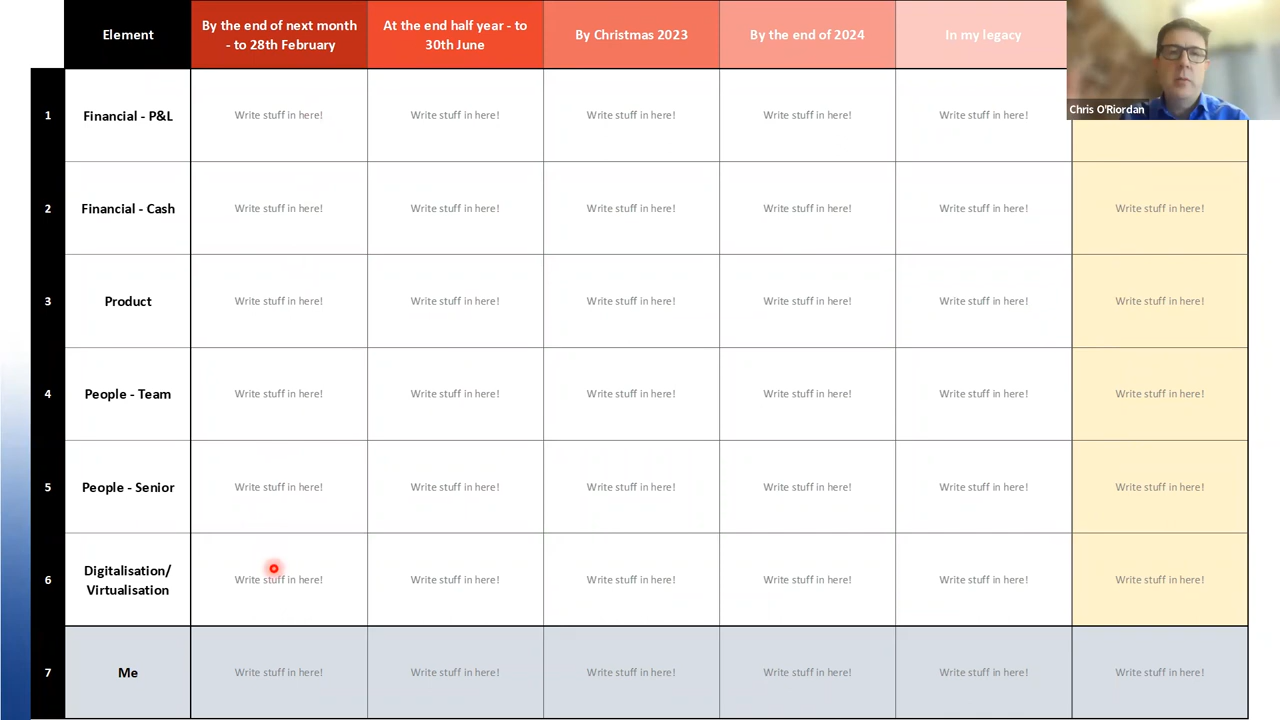 Element
By the end of next month
- to 28th February
At the end half year - to
30th June
By Christmas 2023
By the end of 2024
In my legacy
Chris O'Riordan
1
Financial - P&L
Write stuff in here!
Write stuff in here!
Write stuff in here!
Write stuff in here!
Write stuff in here!
2
Financial - Cash
Write stuff in here!
Write stuff in here!
Write stuff in here!
Write stuff in here!
Write stuff in here!
Write stuff in here!
3
Product
Write stuff in here!
Write stuff in here!
Write stuff in here!
Write stuff in here!
Write stuff in here!
Write stuff in here!
4
People - Team
Write stuff in here!
Write stuff in here!
Write stuff in here!
Write stuff in here!
Write stuff in here!
Write stuff in here!
5
People - Senior
Write stuff in here!
Write stuff in here!
Write stuff in here!
Write stuff in here!
Write stuff in here!
Write stuff in here!
6
Digitalisation/
Virtualisation
Write stuff in here!
Write stuff in here!
Write stuff in here!
Write stuff in here!
Write stuff in here!
Write stuff in here!
7
Me
Write stuff in here!
Write stuff in here!
Write stuff in here!
Write stuff in here!
Write stuff in here!
Write stuff in here!